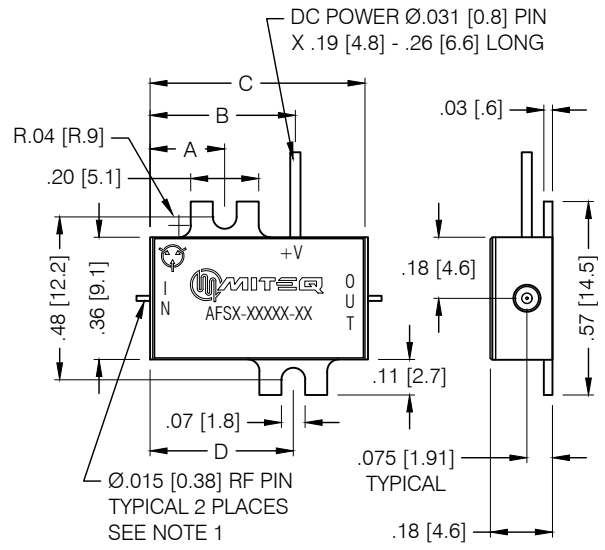 DC POWER Ø.031 [0.8] PIN
X .19 [4.8] - .26 [6.6] LONG
C
B
A
R.04 [R.9]
.20 [5.1]
.03 [.6]
+V
IN
OUT
MITEQ
AFSX-XXXXX-XX
.48 [12.2]
.36 [9.1]
.18 [4.6]
.57 [14.5]
.11 [2.7]
.07 [1.8]
D
.075 [1.91]
TYPICAL
Ø.015 [0.38] RF PIN
TYPICAL 2 PLACES
SEE NOTE 1
.18 [4.6]